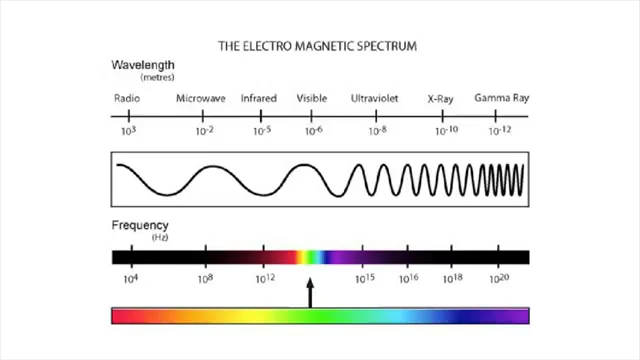 THE ELECTRO MAGNETIC SPECTRUM
Wavelength
(metres)
Radio Microwave Infrared Visible Ultraviolet X-Ray Gamma Ray
10³ 10⁻² 10⁻⁵ 10⁻⁶ 10⁻⁸ 10⁻¹⁰ 10⁻¹²
Frequency
(Hz)
10⁴ 10⁸ 10¹² 10¹⁵ 10¹⁶ 10¹⁸ 10²⁰